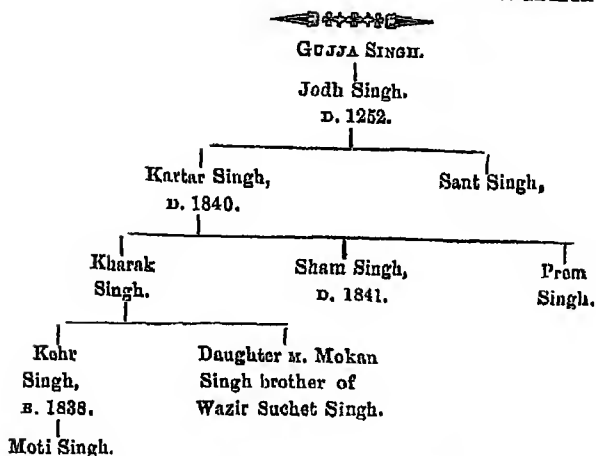 GUJJA SINGH.
Jodh Singh.
D. 1252.
Kartar Singh,
D. 1840.
Sant Singh,
Kharak
Singh.
Sham Singh,
D. 1841.
Prem
Singh.
Kehr
Singh,
B. 1838.
Daughter M. Mokan
Singh brother of
Wazir Suchet Singh.
Moti Singh.